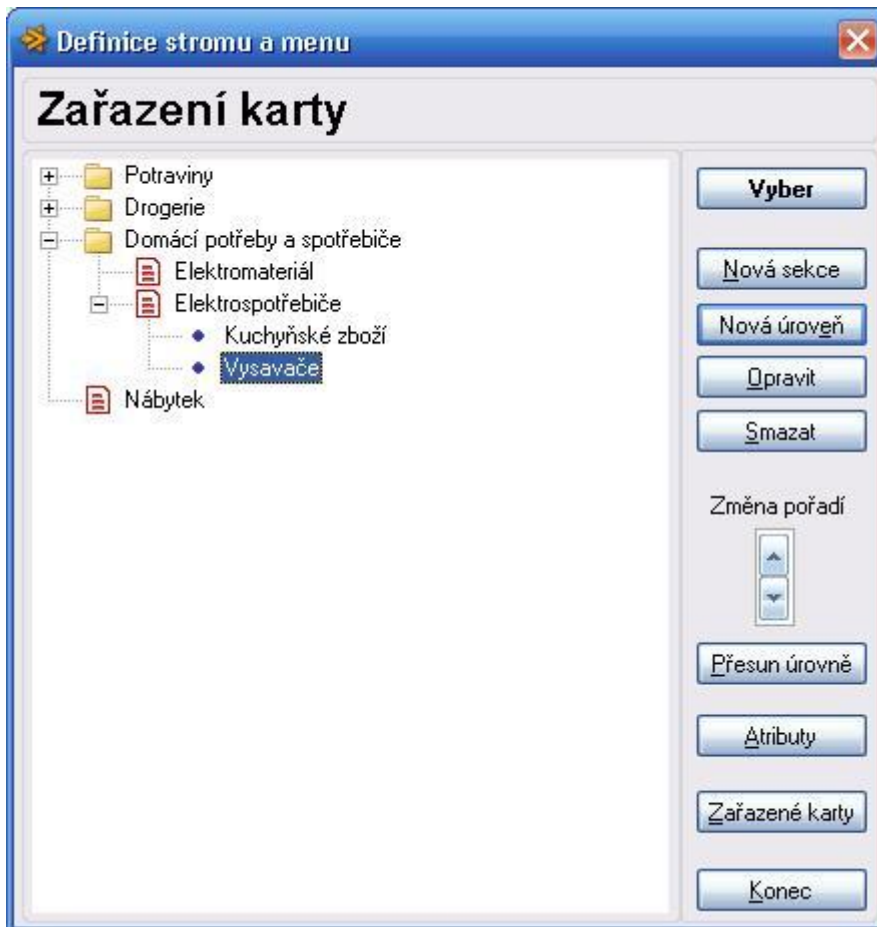 Definice stromu a menu
Zařazení karty
Potraviny
Drogerie
Domácí potřeby a spotřebiče
Elektromateriál
Elektrospotřebiče
Kuchyňské zboží
Vysavače
Nábytek
Vyber
Nová sekce
Nová úroveň
Opravit
Smazat
Změna pořadí
Přesun úrovně
Atributy
Zařazené karty
Konec